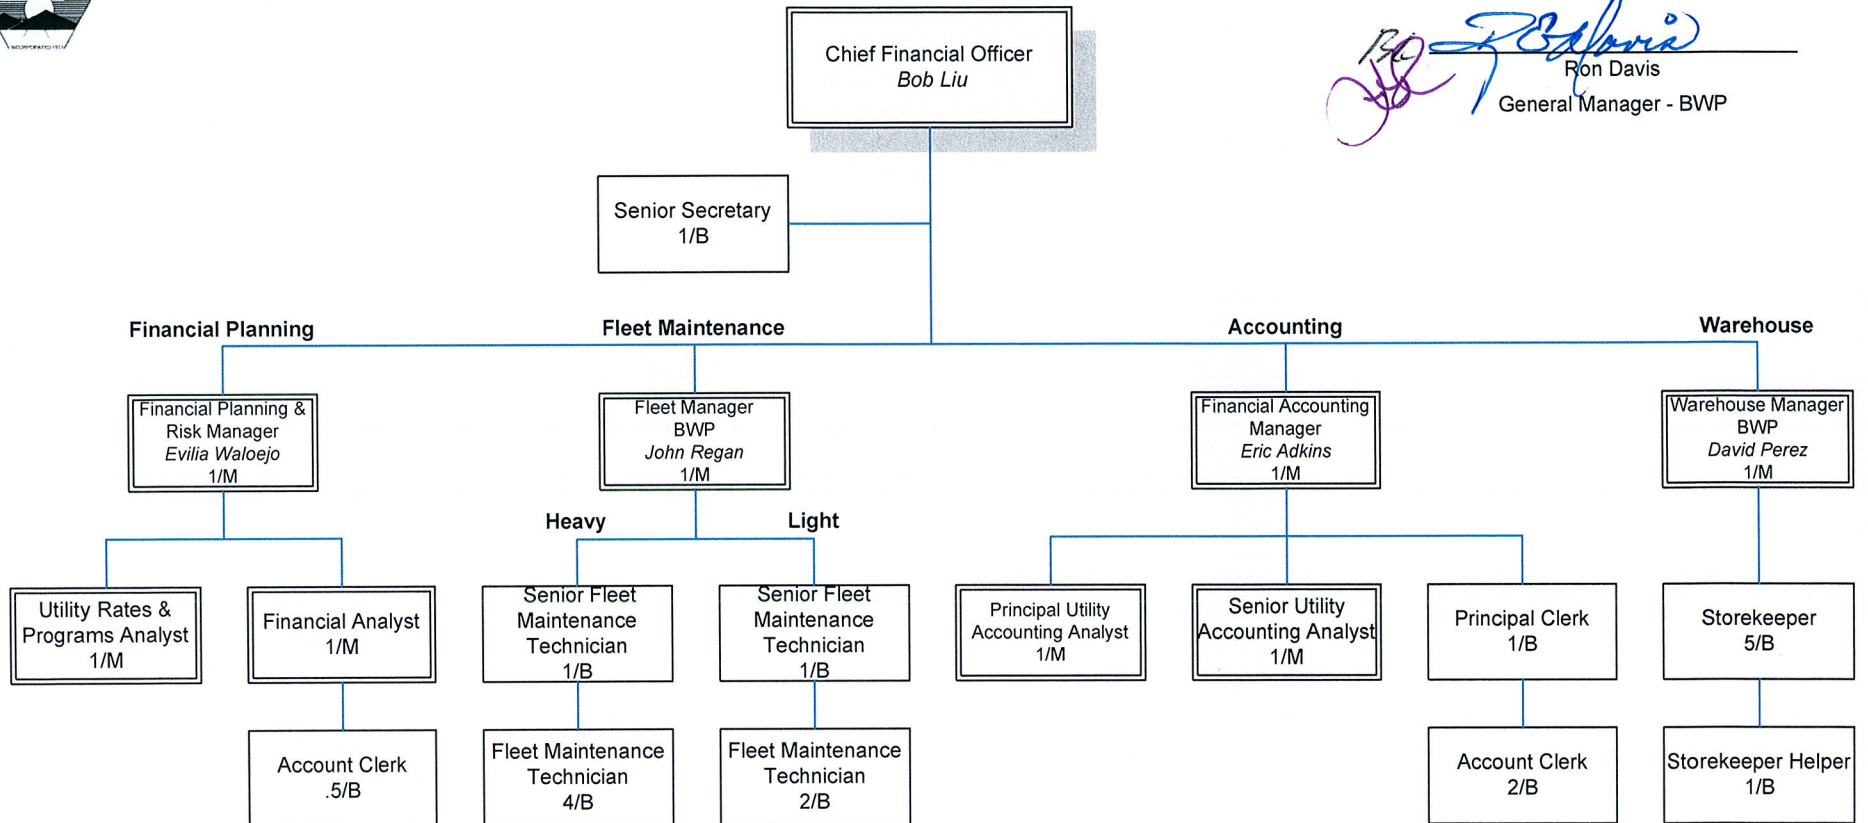 INCORPORATED 1911
Chief Financial Officer
Bob Liu
Ron Davis
General Manager - BWP
Senior Secretary
1/B
Financial Planning
Fleet Maintenance
Accounting
Warehouse
Financial Planning &
Risk Manager
Evilia Waloejo
1/M
Fleet Manager
BWP
John Regan
1/M
Financial Accounting
Manager
Eric Adkins
1/M
Warehouse Manager
BWP
David Perez
1/M
Heavy
Light
Utility Rates &
Programs Analyst
1/M
Financial Analyst
1/M
Senior Fleet
Maintenance
Technician
1/B
Senior Fleet
Maintenance
Technician
1/B
Principal Utility
Accounting Analyst
1/M
Senior Utility
Accounting Analyst
1/M
Principal Clerk
1/B
Storekeeper
5/B
Account Clerk
.5/B
Fleet Maintenance
Technician
4/B
Fleet Maintenance
Technician
2/B
Account Clerk
2/B
Storekeeper Helper
1/B